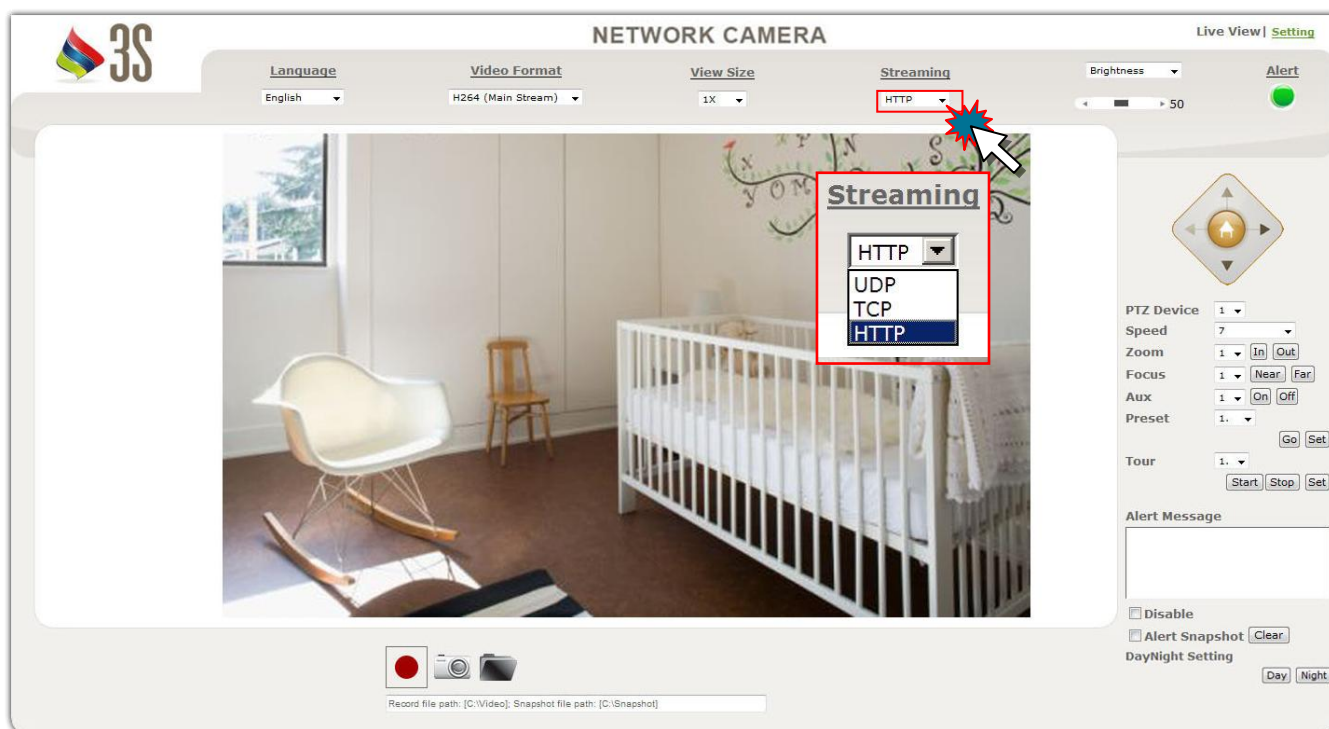 3S
NETWORK CAMERA
Live View| Setting
Language
Video Format
View Size
Streaming
Brightness
Alert
English
H264 (Main Stream)
1X
HTTP
50
Streaming
HTTP
UDP
TCP
HTTP
X
P
N
S
Y
O
M
PTZ Device 1
Speed 7
Zoom 1 In Out
Focus 1 Near Far
Aux 1 On Off
Preset 1.
Go Set
Tour 1.
Start Stop Set
Alert Message
Disable
Alert Snapshot Clear
DayNight Setting
Day Night
Record file path: [C:\Video]; Snapshot file path: [C:\Snapshot]